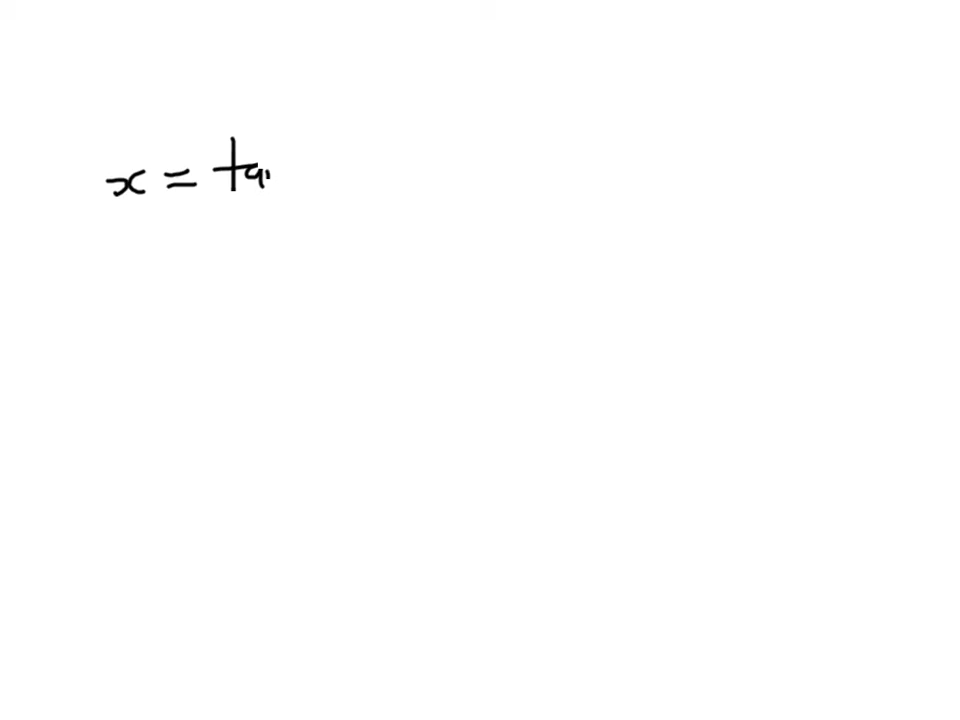 x = ta